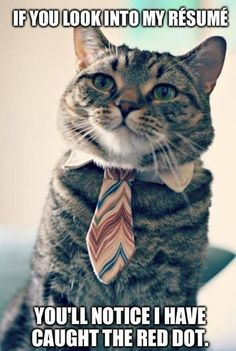 IF YOU LOOK INTO MY RÉSUMÉ
YOU'LL NOTICE I HAVE
CAUGHT THE RED DOT.